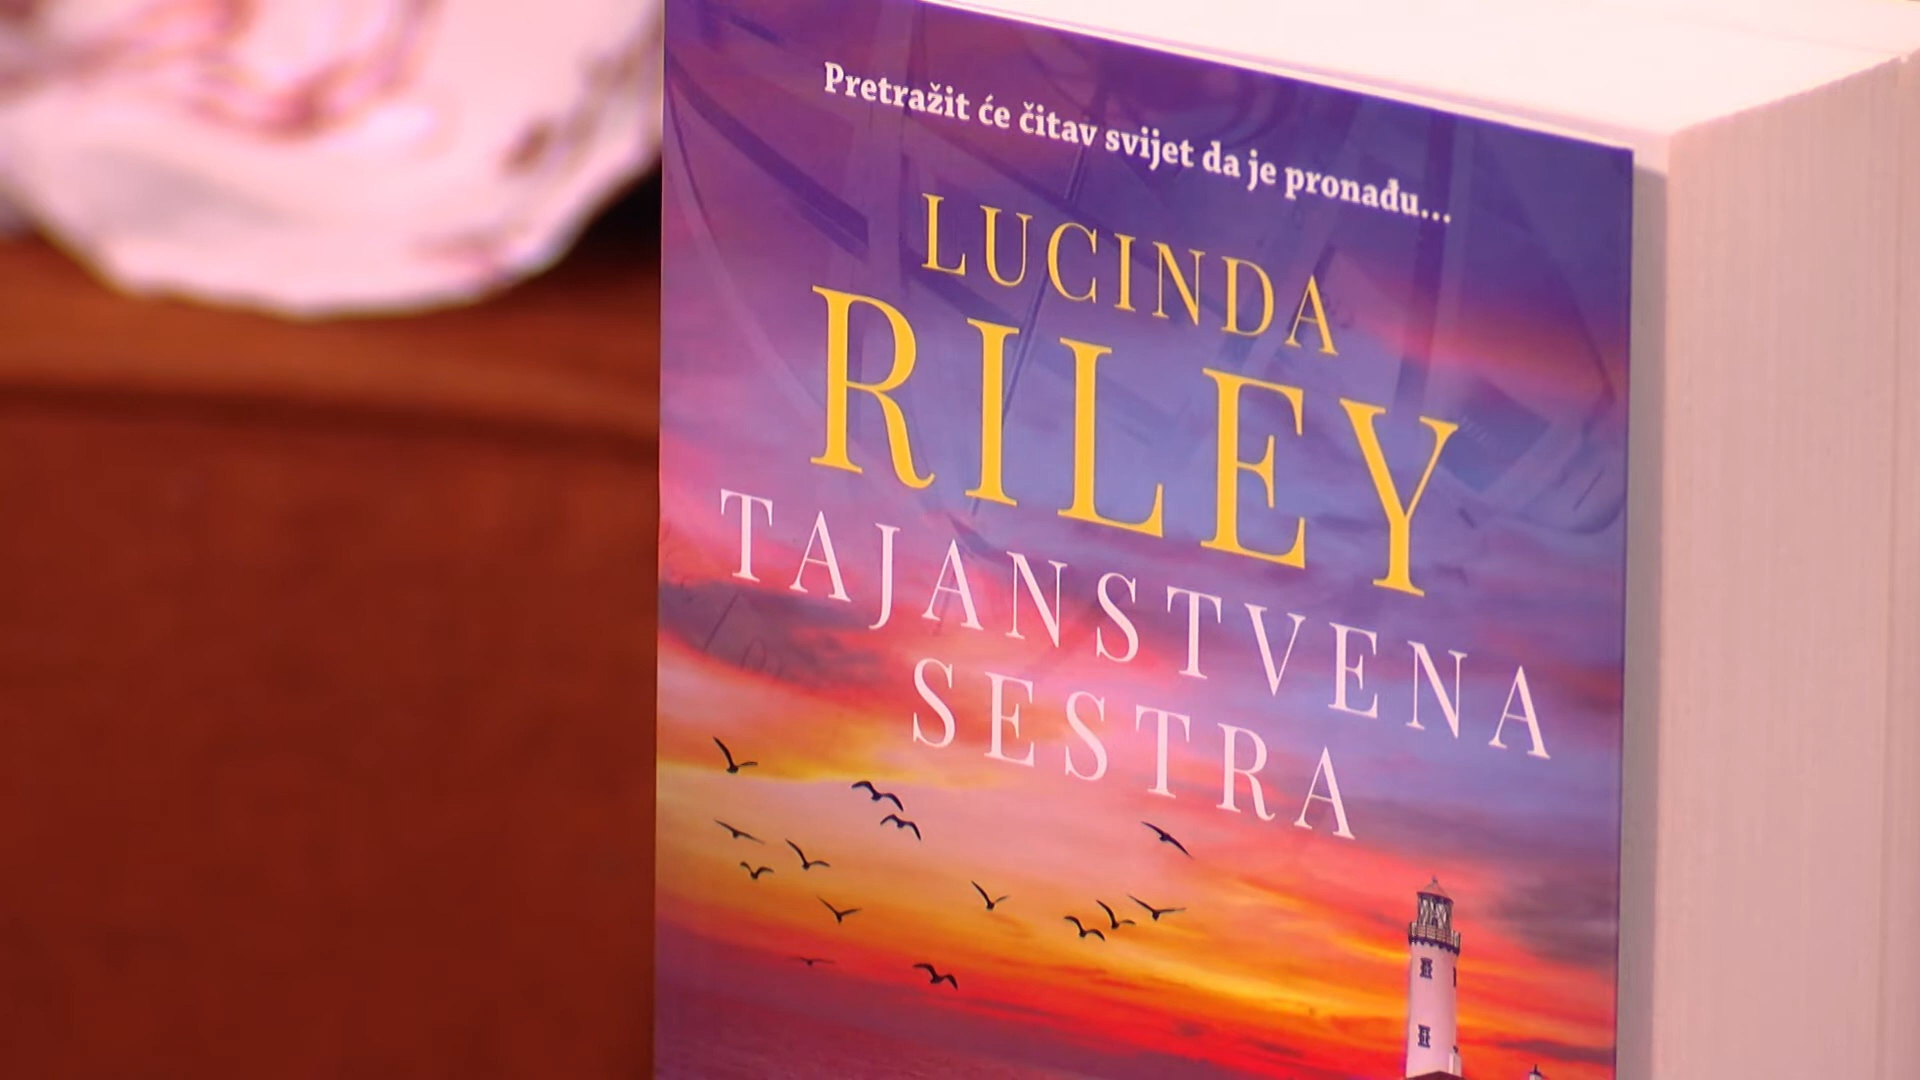 Pretražit će čitav svijet da je pronađu...
LUCINDA
RILEY
TAJANSTVENA
SESTRA